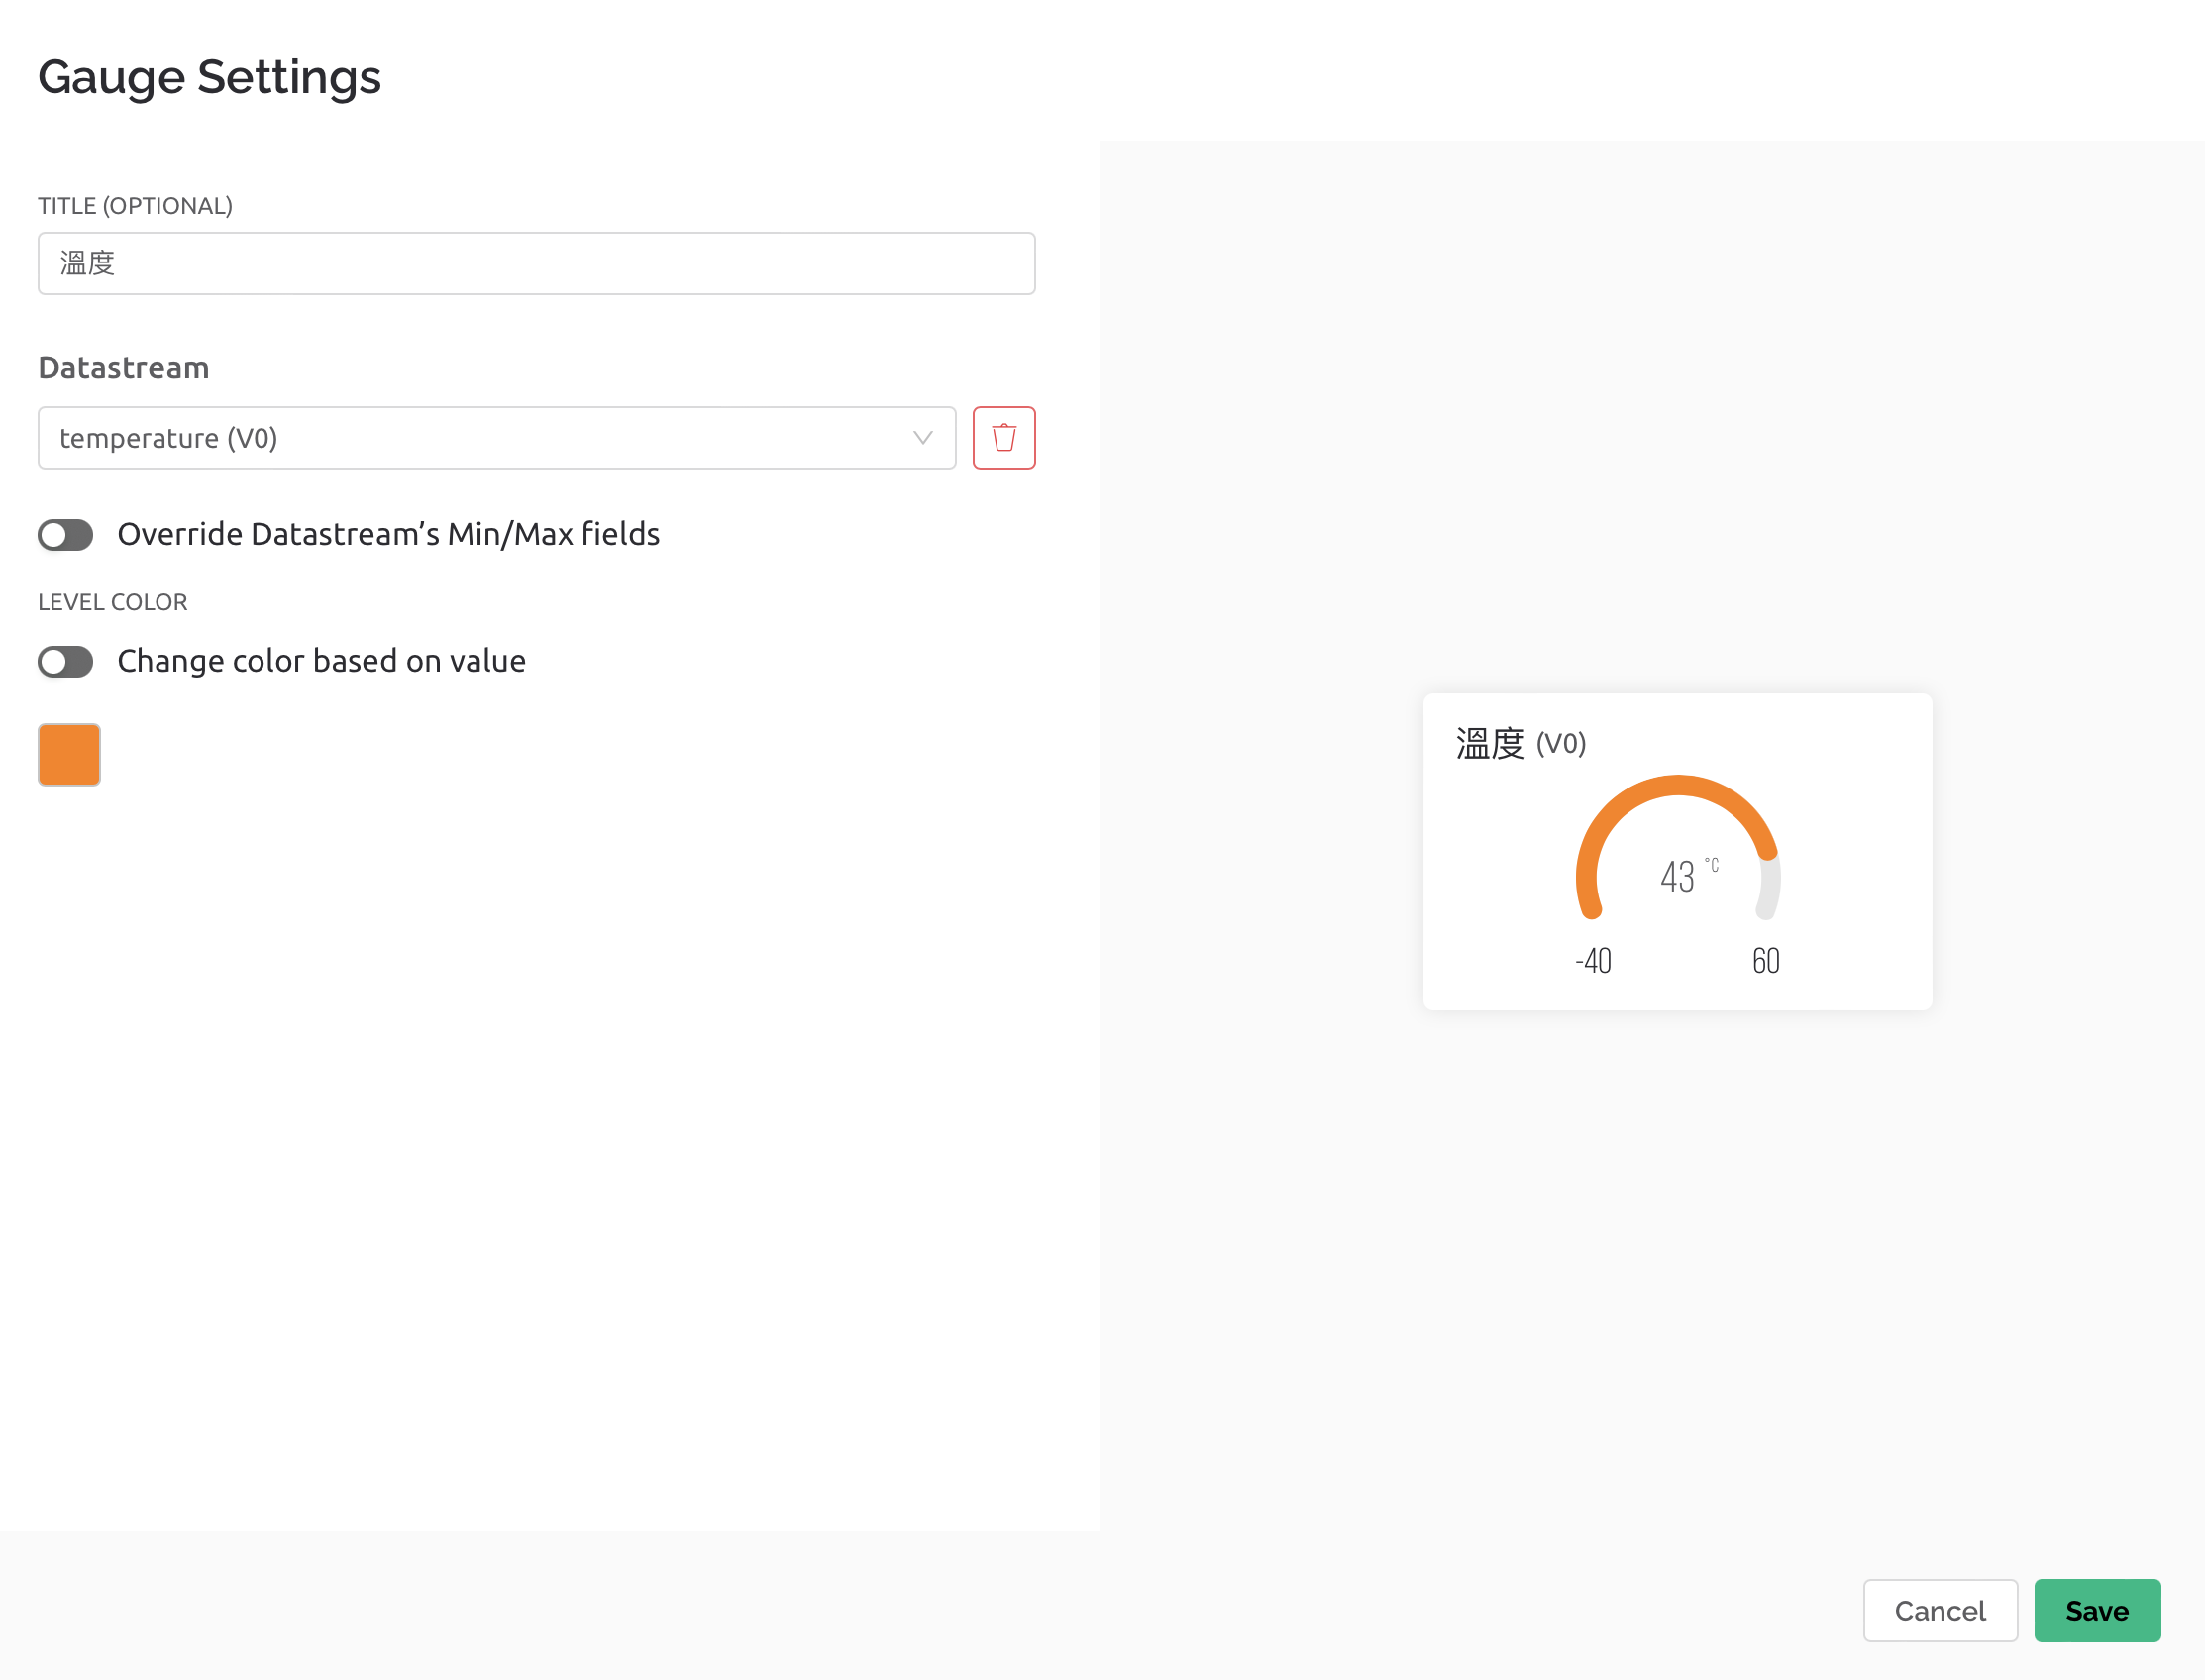 Gauge Settings
TITLE (OPTIONAL)
溫度
Datastream
temperature (V0)
Override Datastream’s Min/Max fields
LEVEL COLOR
Change color based on value
溫度 (V0)
43 °C
-40 60
Cancel Save